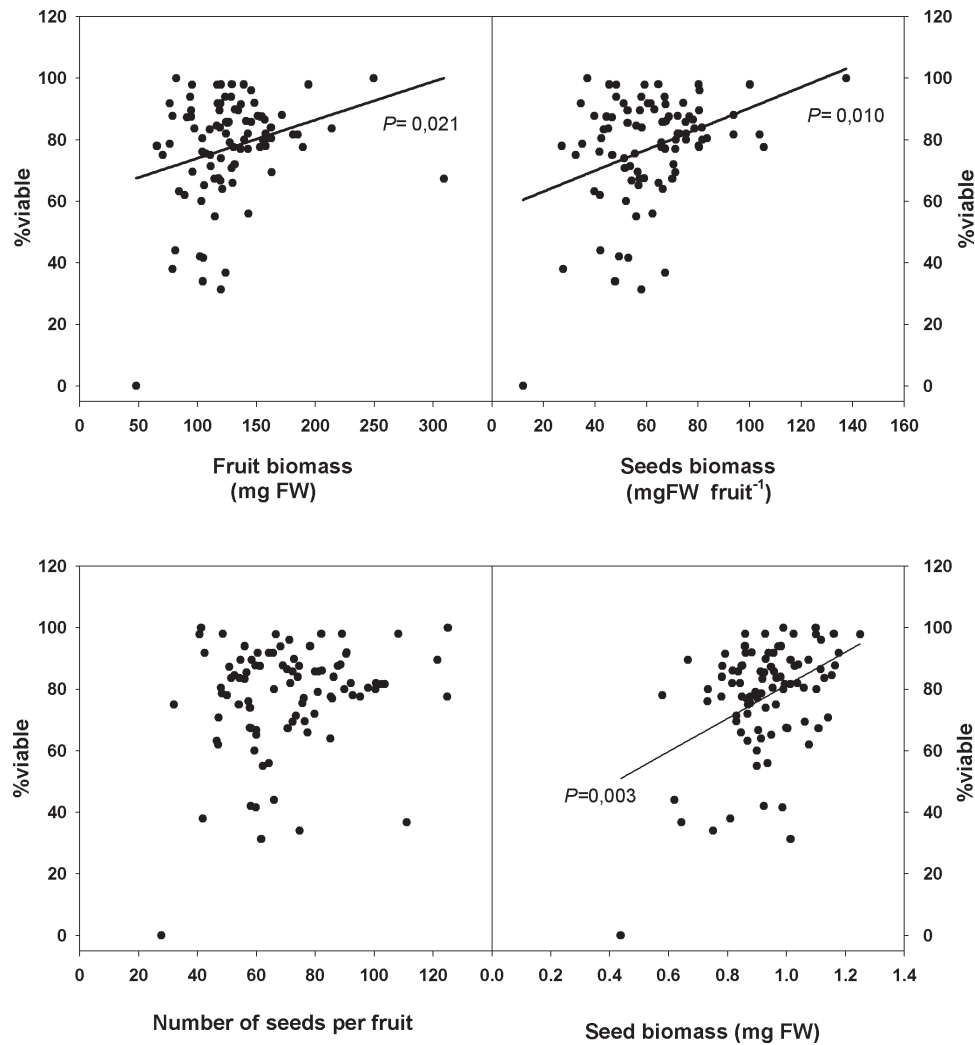 120
100
80
60
40
20
0
%viable
P= 0,021
0 50 100 150 200 250 300
Fruit biomass
(mg FW)
P= 0,010
120
100
80
60
40
20
0
%viable
0 20 40 60 80 100 120 140 160
Seeds biomass
(mgFW fruit⁻¹)
120
100
80
60
40
20
0
%viable
0 20 40 60 80 100 120
Number of seeds per fruit
P=0,003
120
100
80
60
40
20
0
%viable
0.0 0.2 0.4 0.6 0.8 1.0 1.2 1.4
Seed biomass (mg FW)